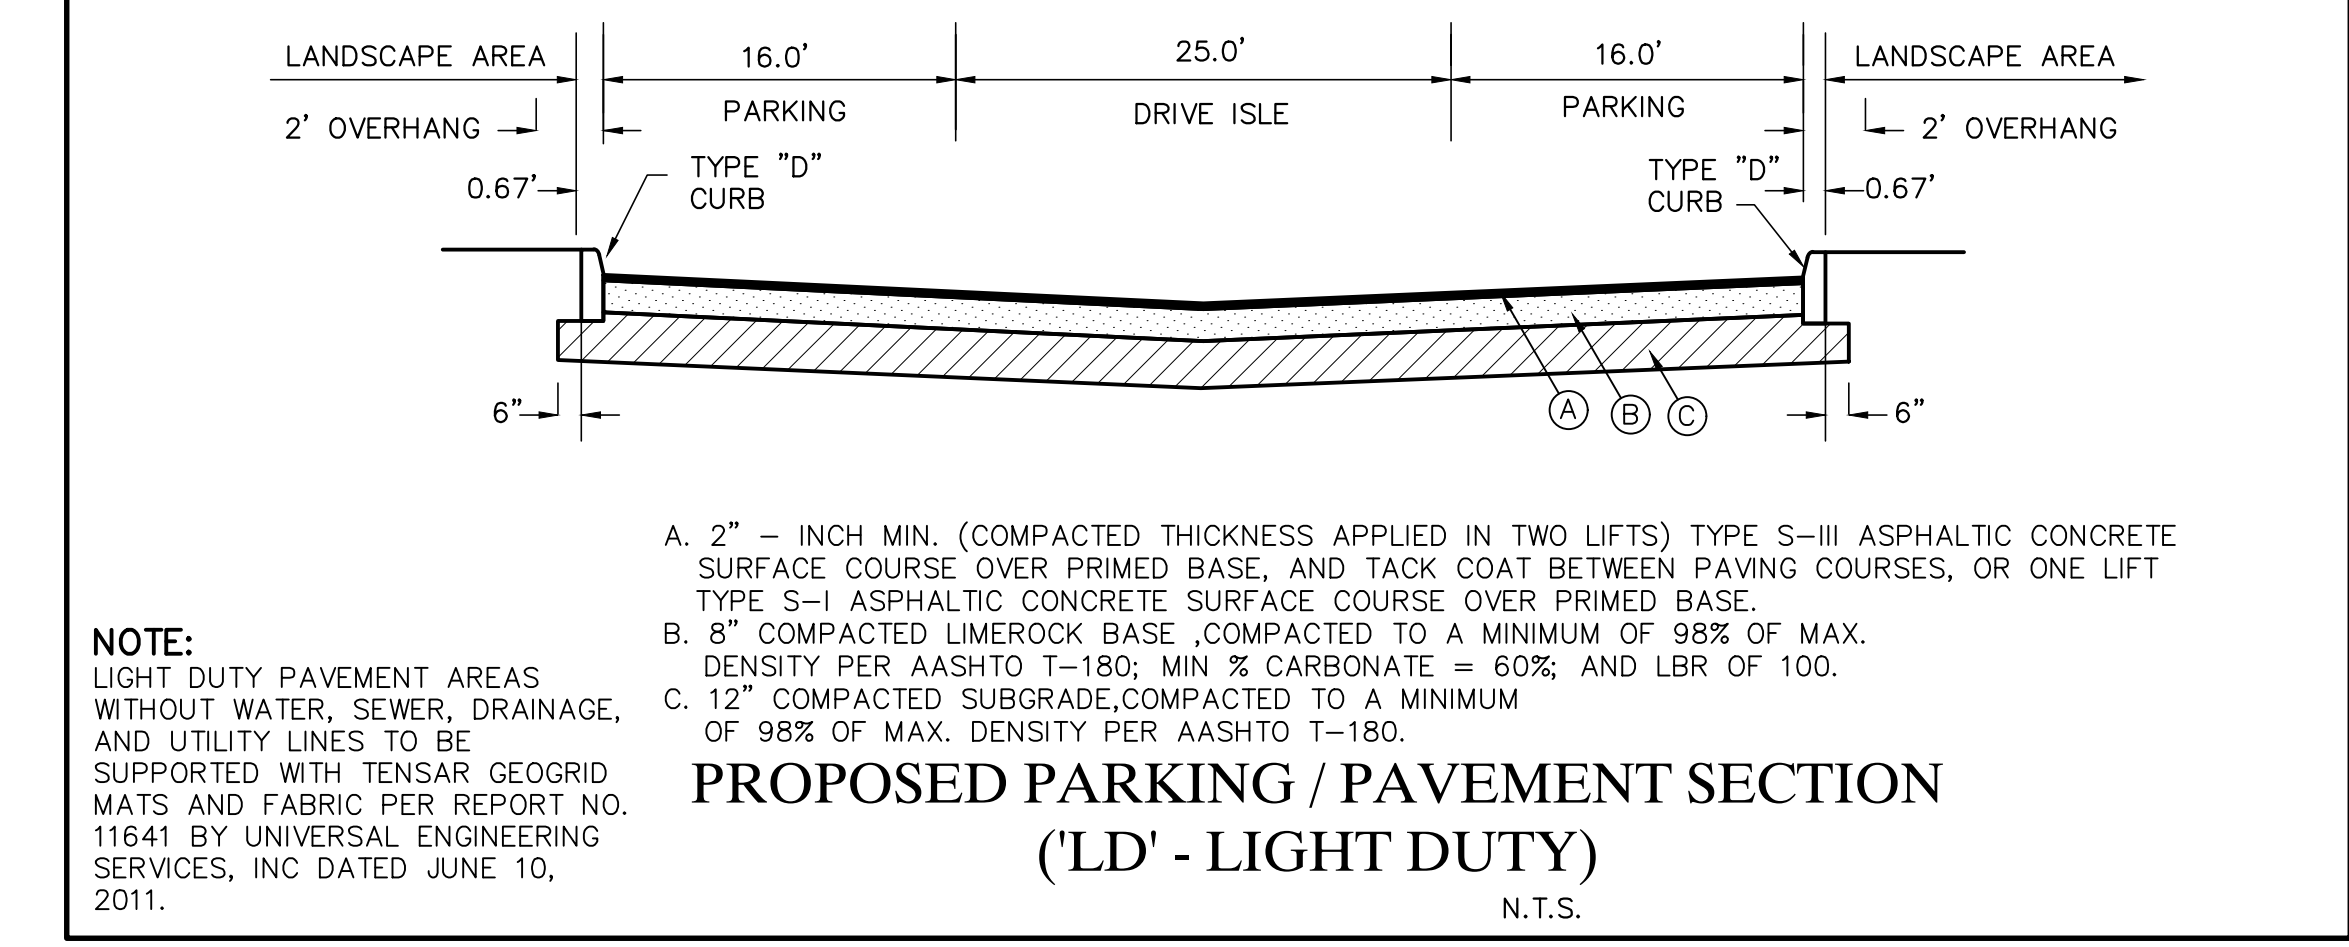 LANDSCAPE AREA
16.0'
25.0'
16.0'
LANDSCAPE AREA
PARKING
DRIVE ISLE
PARKING
2' OVERHANG
2' OVERHANG
TYPE "D"
CURB
TYPE "D"
CURB
0.67'
0.67'
6"
A
B
C
6"
A. 2" – INCH MIN. (COMPACTED THICKNESS APPLIED IN TWO LIFTS) TYPE S–III ASPHALTIC CONCRETE
SURFACE COURSE OVER PRIMED BASE, AND TACK COAT BETWEEN PAVING COURSES, OR ONE LIFT
TYPE S–I ASPHALTIC CONCRETE SURFACE COURSE OVER PRIMED BASE.
B. 8" COMPACTED LIMEROCK BASE ,COMPACTED TO A MINIMUM OF 98% OF MAX.
DENSITY PER AASHTO T–180; MIN % CARBONATE = 60%; AND LBR OF 100.
C. 12" COMPACTED SUBGRADE,COMPACTED TO A MINIMUM
OF 98% OF MAX. DENSITY PER AASHTO T–180.
NOTE:
LIGHT DUTY PAVEMENT AREAS
WITHOUT WATER, SEWER, DRAINAGE,
AND UTILITY LINES TO BE
SUPPORTED WITH TENSAR GEOGRID
MATS AND FABRIC PER REPORT NO.
11641 BY UNIVERSAL ENGINEERING
SERVICES, INC DATED JUNE 10,
2011.
PROPOSED PARKING / PAVEMENT SECTION
('LD' - LIGHT DUTY)
N.T.S.